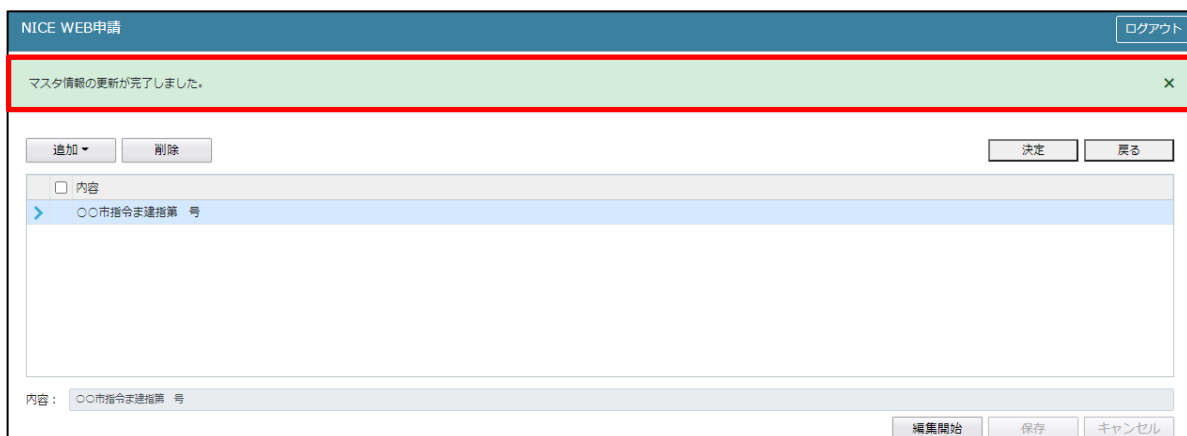 NICE WEB申請
ログアウト
マスタ情報の更新が完了しました。
×
追加▼ 削除 決定 戻る
内容
〇〇市指令ま建指第　号
内容： 〇〇市指令ま建指第　号
編集開始 保存 キャンセル